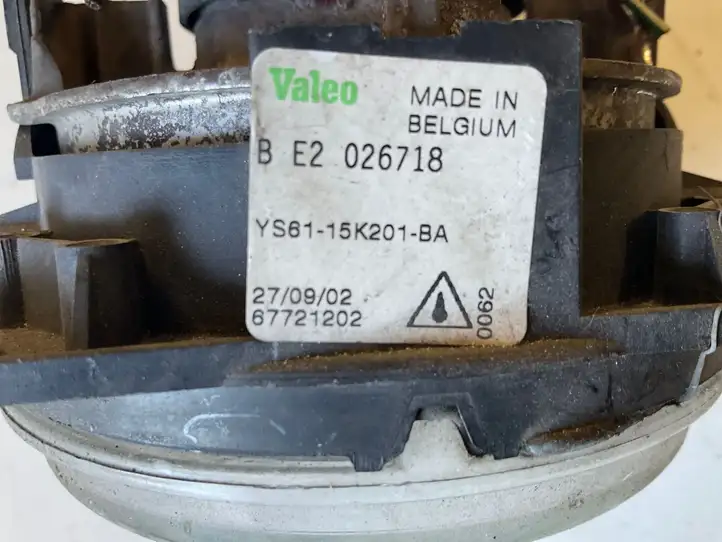 Valeo
MADE IN
BELGIUM
B E2 026718
YS61-15K201-BA
27/09/02
67721202
0062